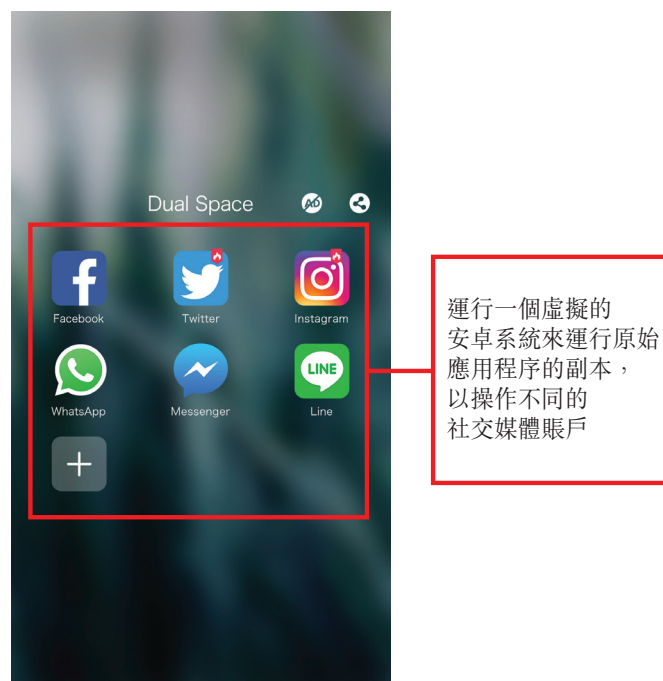 Dual Space
AD
Facebook
Twitter
Instagram
LINE
WhatsApp
Messenger
Line
運行一個虛擬的
安卓系統來運行原始
應用程序的副本，
以操作不同的
社交媒體賬戶